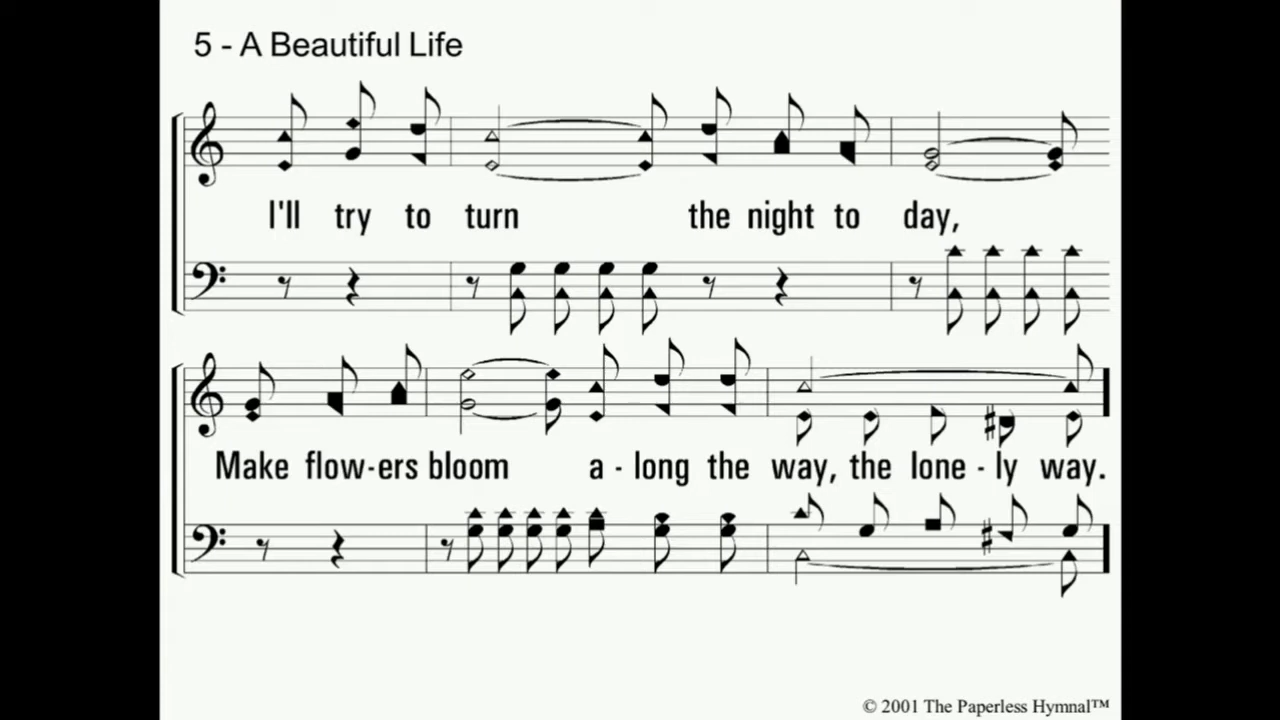 5 - A Beautiful Life
I'll try to turn the night to day,
Make flow-ers bloom a - long the way, the lone - ly way.
© 2001 The Paperless Hymnal™